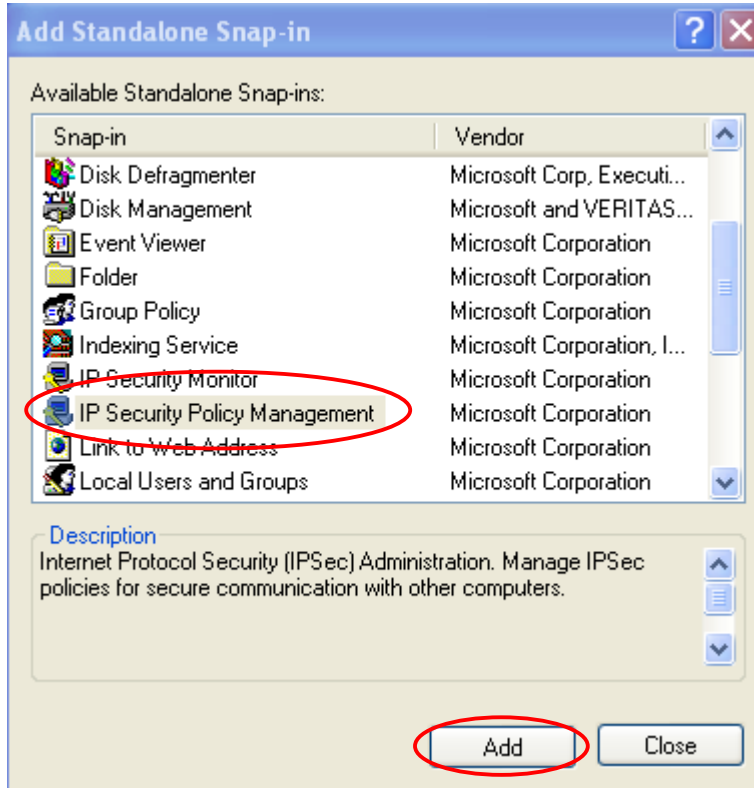 Add Standalone Snap-in
Available Standalone Snap-ins:
Snap-in Vendor
Disk Defragmenter Microsoft Corp, Executi...
Disk Management Microsoft and VERITAS...
Event Viewer Microsoft Corporation
Folder Microsoft Corporation
Group Policy Microsoft Corporation
Indexing Service Microsoft Corporation, I...
IP Security Monitor Microsoft Corporation
IP Security Policy Management Microsoft Corporation
Link to Web Address Microsoft Corporation
Local Users and Groups Microsoft Corporation
Description
Internet Protocol Security (IPSec) Administration. Manage IPSec
policies for secure communication with other computers.
Add Close